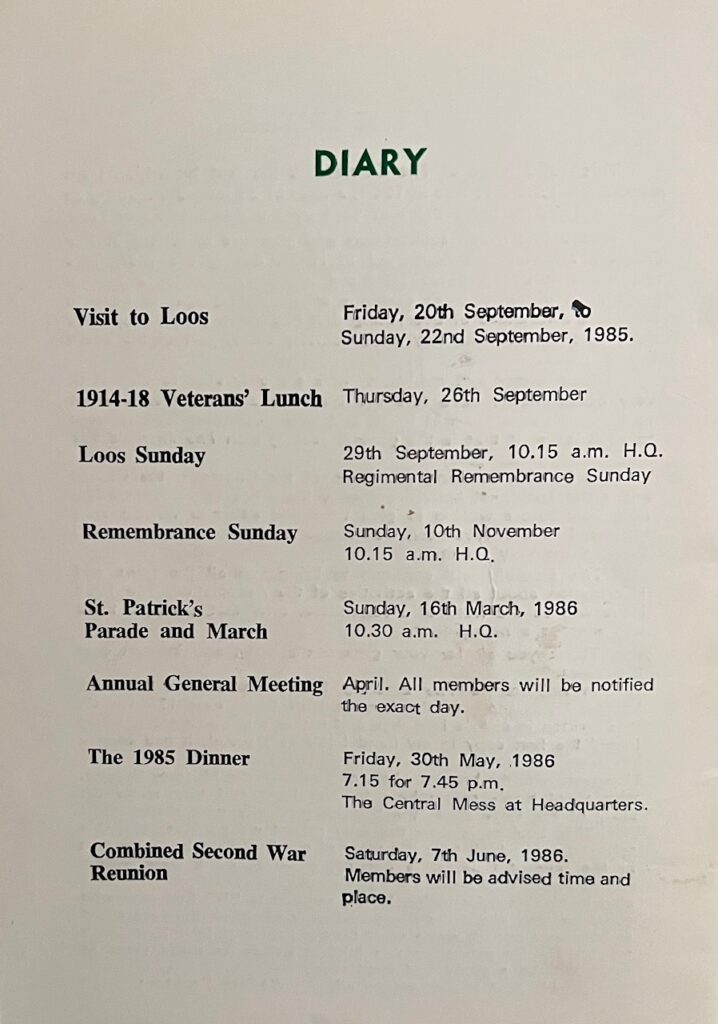 DIARY
Visit to Loos
Friday, 20th September, to
Sunday, 22nd September, 1985.
1914-18 Veterans' Lunch
Thursday, 26th September
Loos Sunday
29th September, 10.15 a.m. H.Q.
Regimental Remembrance Sunday
Remembrance Sunday
Sunday, 10th November
10.15 a.m. H.Q.
St. Patrick's
Parade and March
Sunday, 16th March, 1986
10.30 a.m. H.Q.
Annual General Meeting
April. All members will be notified
the exact day.
The 1985 Dinner
Friday, 30th May, 1986
7.15 for 7.45 p.m.
The Central Mess at Headquarters.
Combined Second War
Reunion
Saturday, 7th June, 1986.
Members will be advised time and
place.